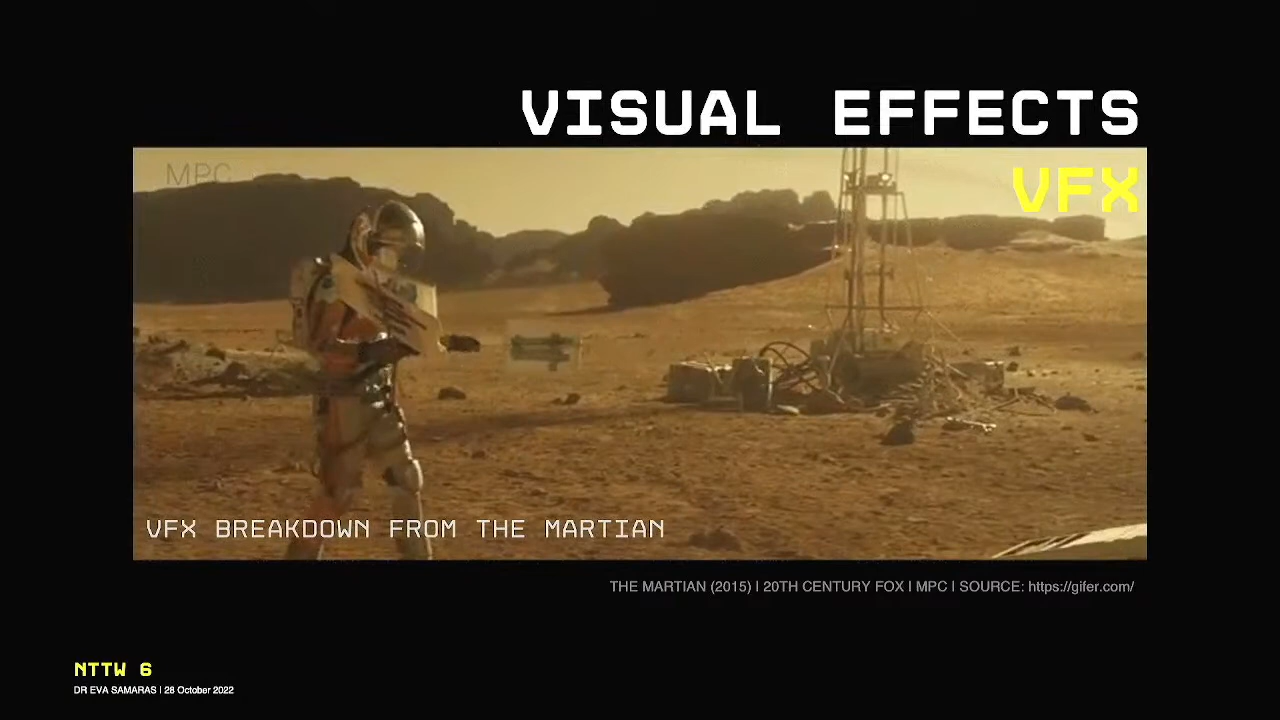 VISUAL EFFECTS
MPC
VFX
VFX BREAKDOWN FROM THE MARTIAN
THE MARTIAN (2015) | 20TH CENTURY FOX | MPC | SOURCE: https://gifer.com/
NTTW 6
DR EVA SAMARAS | 28 October 2022